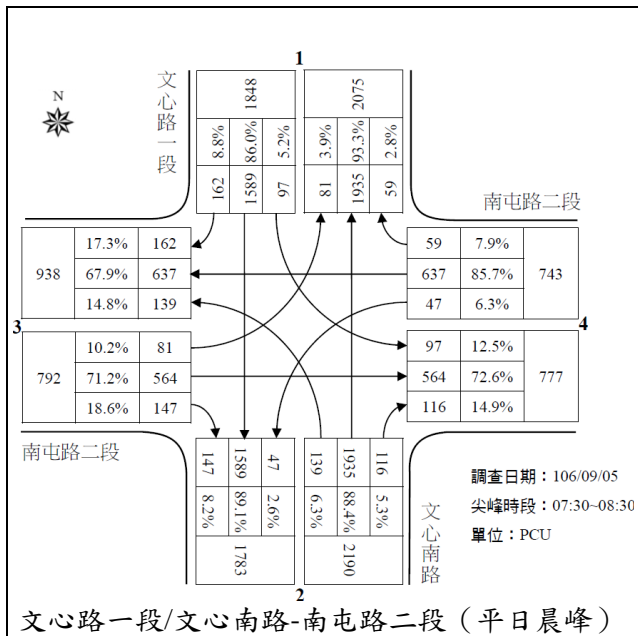 1
文心路一段
N
1848
8.8% 86.0% 5.2%
162 1589 97
2075
3.9% 93.3% 2.8%
81 1935 59
南屯路二段
938
17.3% 162
67.9% 637
14.8% 139
59 7.9%
637 85.7% 743
47 6.3%
3
4
792
10.2% 81
71.2% 564
18.6% 147
97 12.5%
564 72.6% 777
116 14.9%
南屯路二段
147 1589 47
8.2% 89.1% 2.6%
1783
139 1935 116
6.3% 88.4% 5.3%
2190
文心南路
調查日期：106/09/05
尖峰時段：07:30~08:30
單位：PCU
2
文心路一段/文心南路-南屯路二段（平日晨峰）